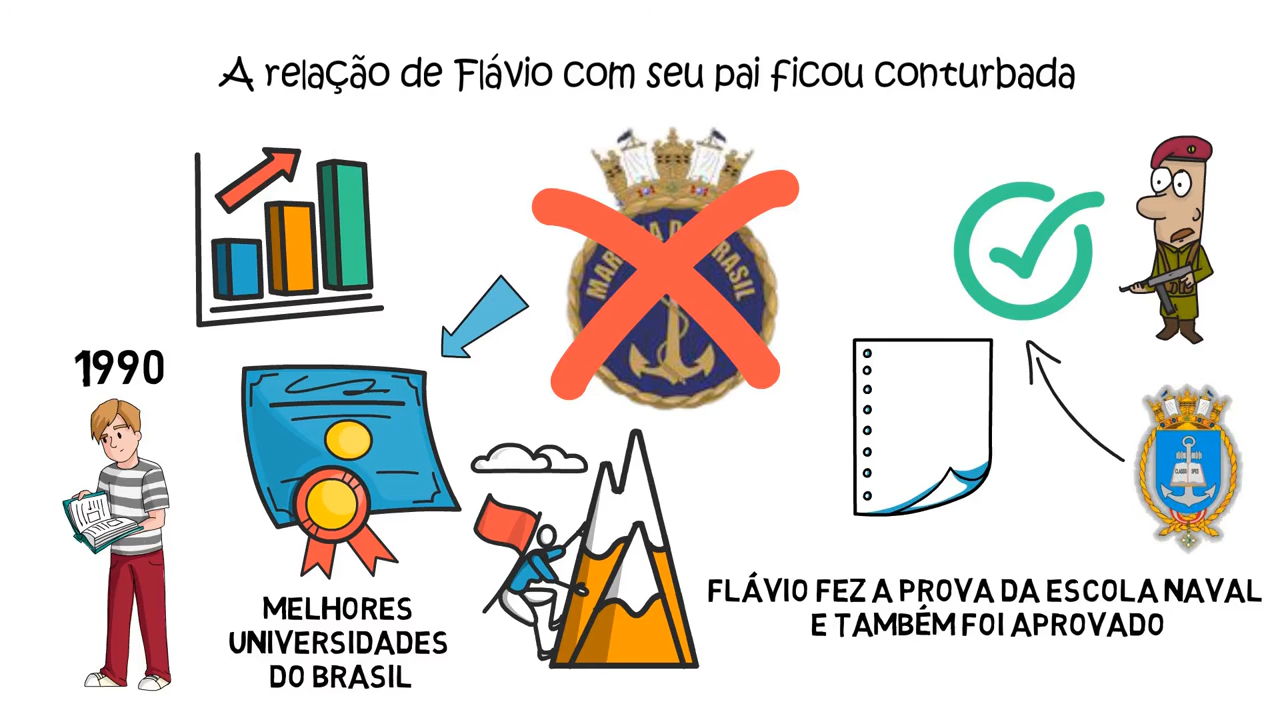 A relação de Flávio com seu pai ficou conturbada
1990
MELHORES
UNIVERSIDADES
DO BRASIL
FLÁVIO FEZ A PROVA DA ESCOLA NAVAL
E TAMBÉM FOI APROVADO